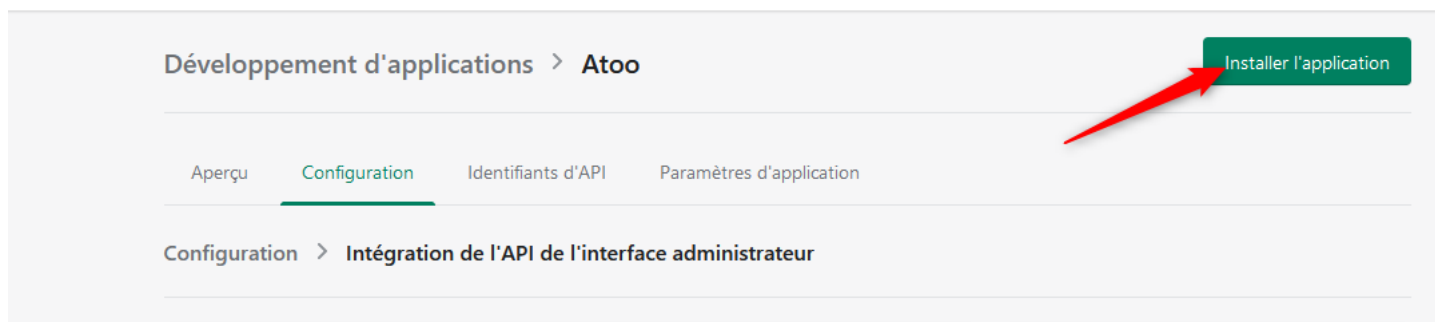 Développement d'applications > Atoo
Installer l'application
Aperçu Configuration Identifiants d'API Paramètres d'application
Configuration > Intégration de l'API de l'interface administrateur